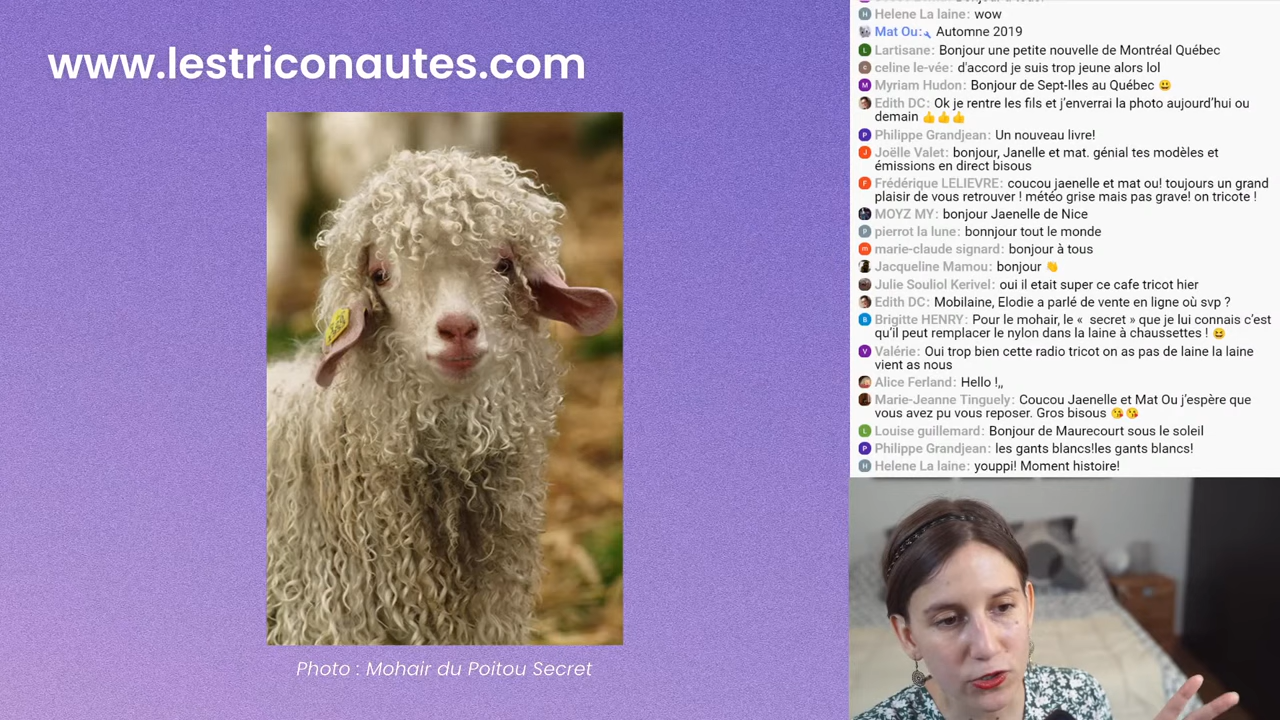 www.lestriconautes.com
Photo : Mohair du Poitou Secret
Helene La laine: wow
Mat Ou: Automne 2019
Lartisane: Bonjour une petite nouvelle de Montréal Québec
celine le-vée: d'accord je suis trop jeune alors lol
Myriam Hudon: Bonjour de Sept-Iles au Québec 😃
Edith DC: Ok je rentre les fils et j’enverrai la photo aujourd’hui ou
demain 👍👍👍
Philippe Grandjean: Un nouveau livre!
Joëlle Valet: bonjour, Janelle et mat. génial tes modèles et
émissions en direct bisous
Frédérique LELIEVRE: coucou jaenelle et mat ou! toujours un grand
plaisir de vous retrouver ! météo grise mais pas grave! on tricote !
MOYZ MY: bonjour Jaenelle de Nice
pierrot la lune: bonnjour tout le monde
marie-claude signard: bonjour à tous
Jacqueline Mamou: bonjour 👋
Julie Souliol Kerivel: oui il etait super ce cafe tricot hier
Edith DC: Mobilaine, Elodie a parlé de vente en ligne où svp ?
Brigitte HENRY: Pour le mohair, le «  secret » que je lui connais c’est
qu’il peut remplacer le nylon dans la laine à chaussettes ! 😆
Valérie: Oui trop bien cette radio tricot on as pas de laine la laine
vient as nous
Alice Ferland: Hello !,,
Marie-Jeanne Tinguely: Coucou Jaenelle et Mat Ou j’espère que
vous avez pu vous reposer. Gros bisous 😘😘
Louise guillemard: Bonjour de Maurecourt sous le soleil
Philippe Grandjean: les gants blancs!les gants blancs!
Helene La laine: youppi! Moment histoire!